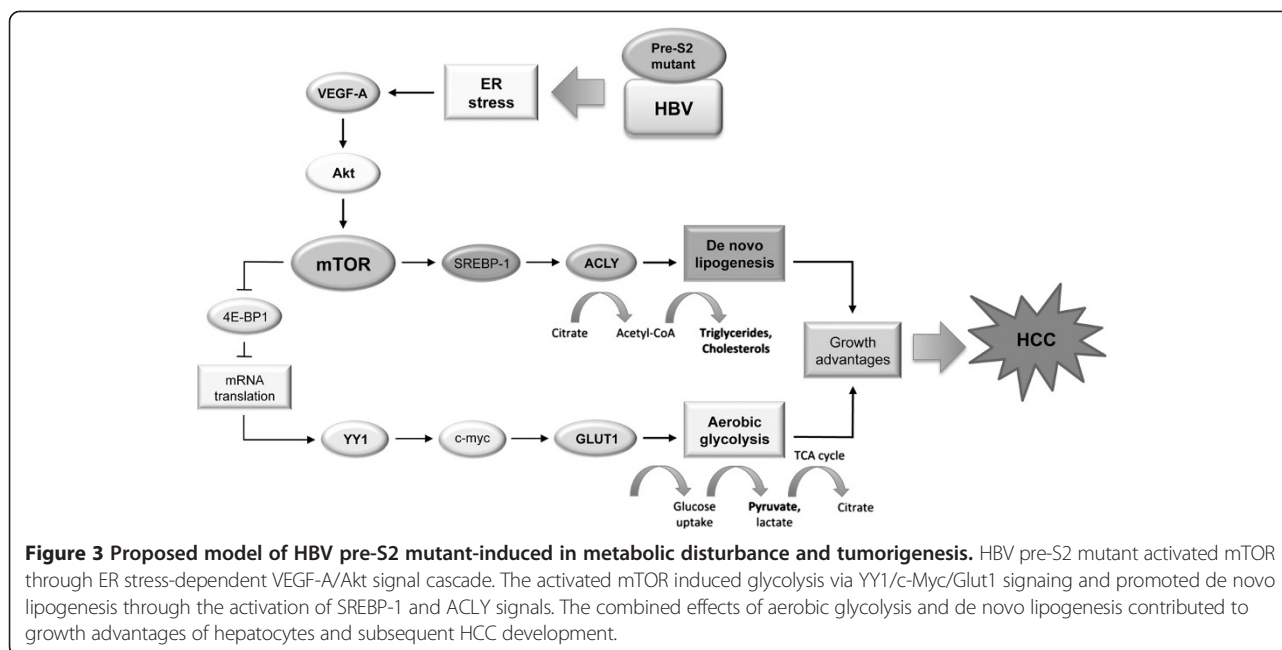 Pre-S2
mutant
HBV
ER
stress
VEGF-A
Akt
mTOR
SREBP-1
ACLY
De novo
lipogenesis
4E-BP1
Citrate
Acetyl-CoA
Triglycerides,
Cholesterols
Growth
advantages
HCC
mRNA
translation
YY1
c-myc
GLUT1
Aerobic
glycolysis
TCA cycle
Glucose
uptake
Pyruvate,
lactate
Citrate
Figure 3 Proposed model of HBV pre-S2 mutant-induced in metabolic disturbance and tumorigenesis. HBV pre-S2 mutant activated mTOR
through ER stress-dependent VEGF-A/Akt signal cascade. The activated mTOR induced glycolysis via YY1/c-Myc/Glut1 signaing and promoted de novo
lipogenesis through the activation of SREBP-1 and ACLY signals. The combined effects of aerobic glycolysis and de novo lipogenesis contributed to
growth advantages of hepatocytes and subsequent HCC development.